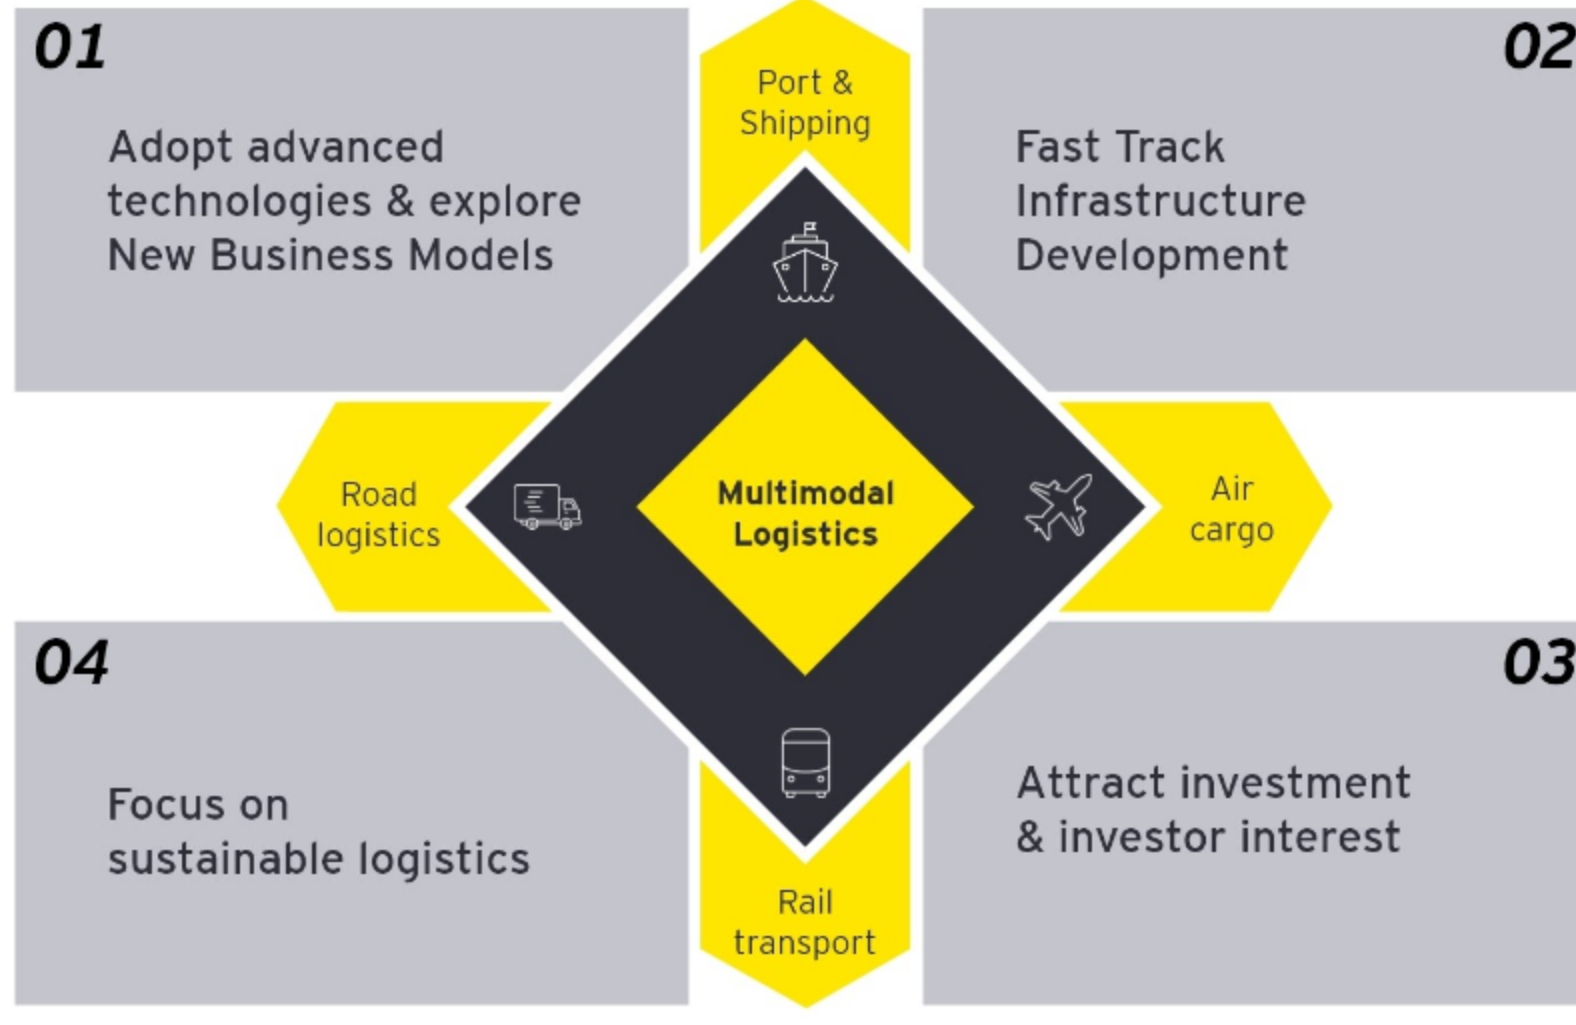 01
Adopt advanced
technologies & explore
New Business Models
Port &
Shipping
02
Fast Track
Infrastructure
Development
Road
logistics
Multimodal
Logistics
Air
cargo
04
Focus on
sustainable logistics
Rail
transport
03
Attract investment
& investor interest